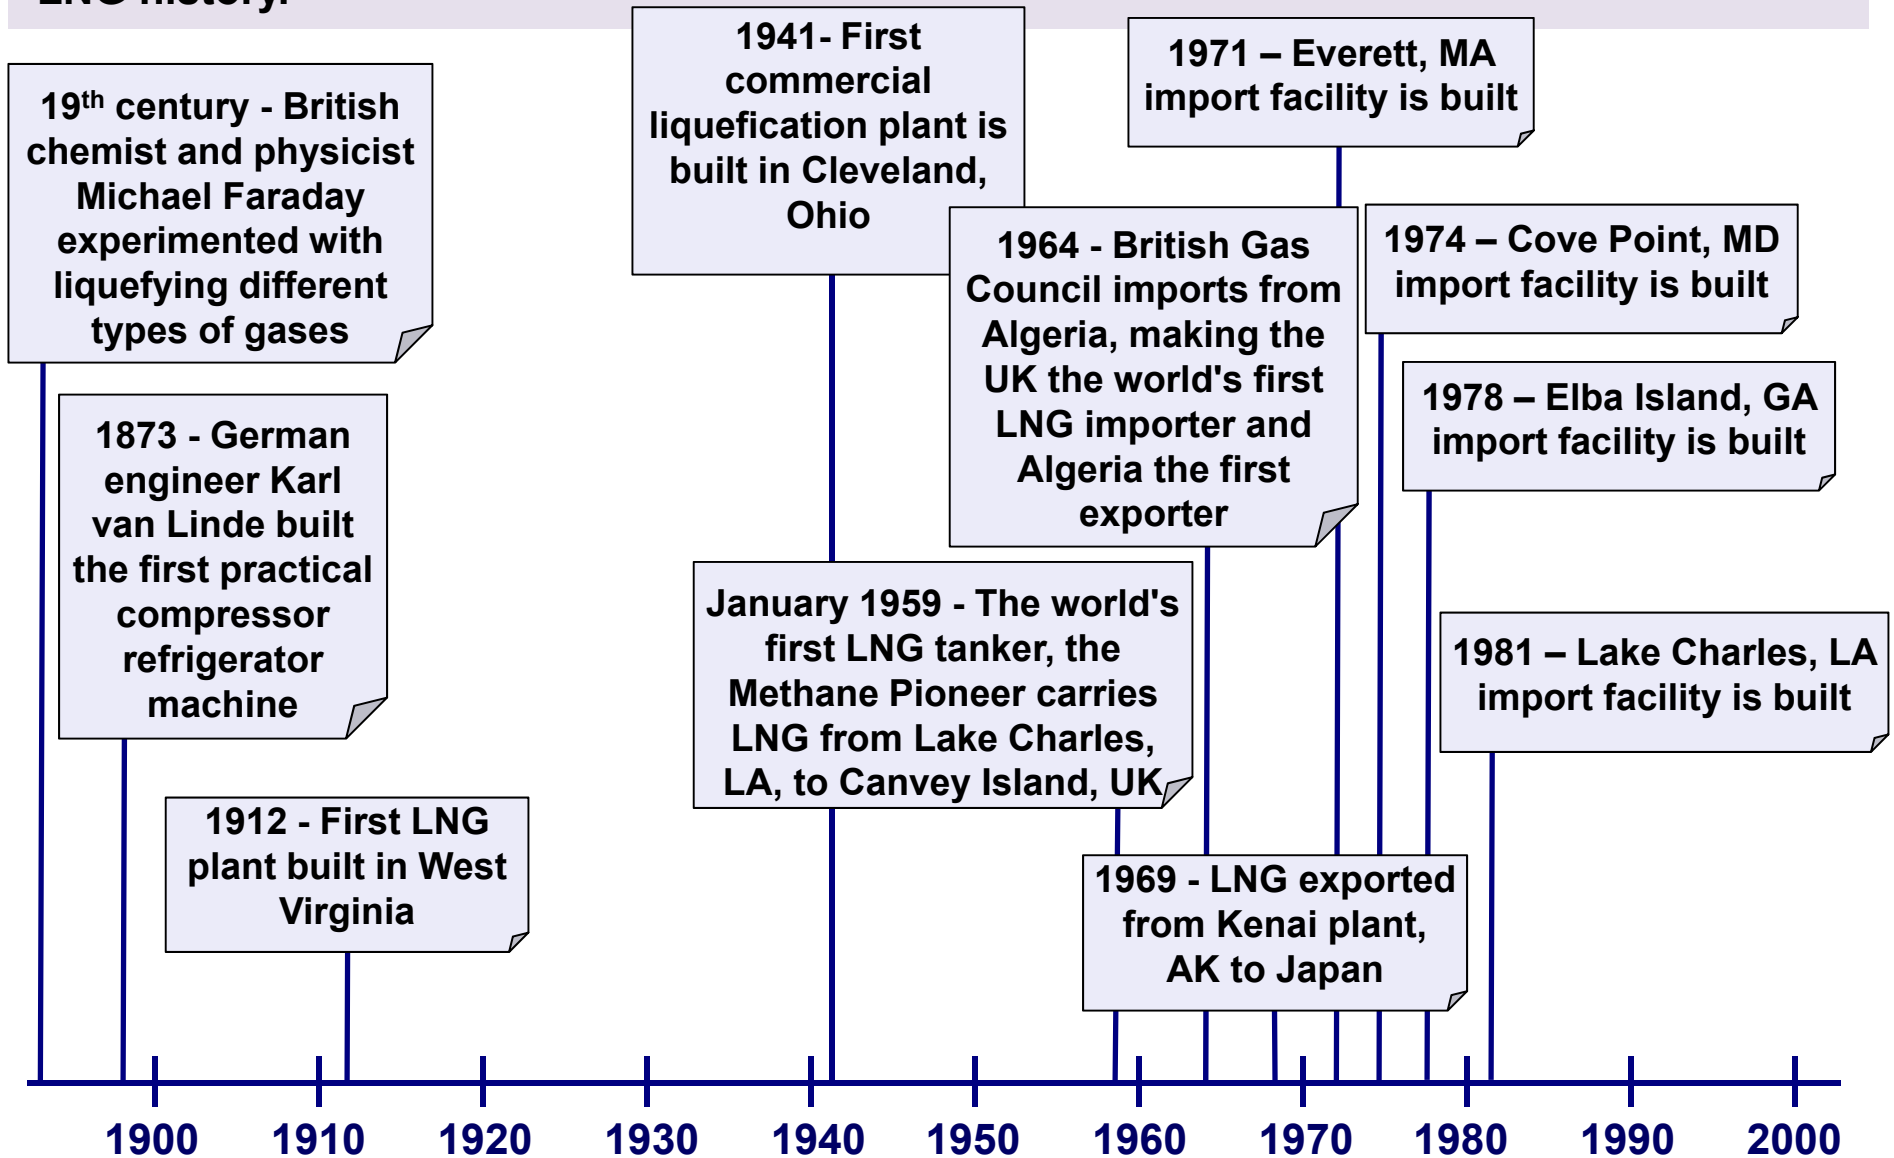 LNG history.
19th century - British
chemist and physicist
Michael Faraday
experimented with
liquefying different
types of gases
1873 - German
engineer Karl
van Linde built
the first practical
compressor
refrigerator
machine
1912 - First LNG
plant built in West
Virginia
1941- First
commercial
liquefication plant is
built in Cleveland,
Ohio
January 1959 - The world's
first LNG tanker, the
Methane Pioneer carries
LNG from Lake Charles,
LA, to Canvey Island, UK
1964 - British Gas
Council imports from
Algeria, making the
UK the world's first
LNG importer and
Algeria the first
exporter
1969 - LNG exported
from Kenai plant,
AK to Japan
1971 – Everett, MA
import facility is built
1974 – Cove Point, MD
import facility is built
1978 – Elba Island, GA
import facility is built
1981 – Lake Charles, LA
import facility is built
1900 1910 1920 1930 1940 1950 1960 1970 1980 1990 2000